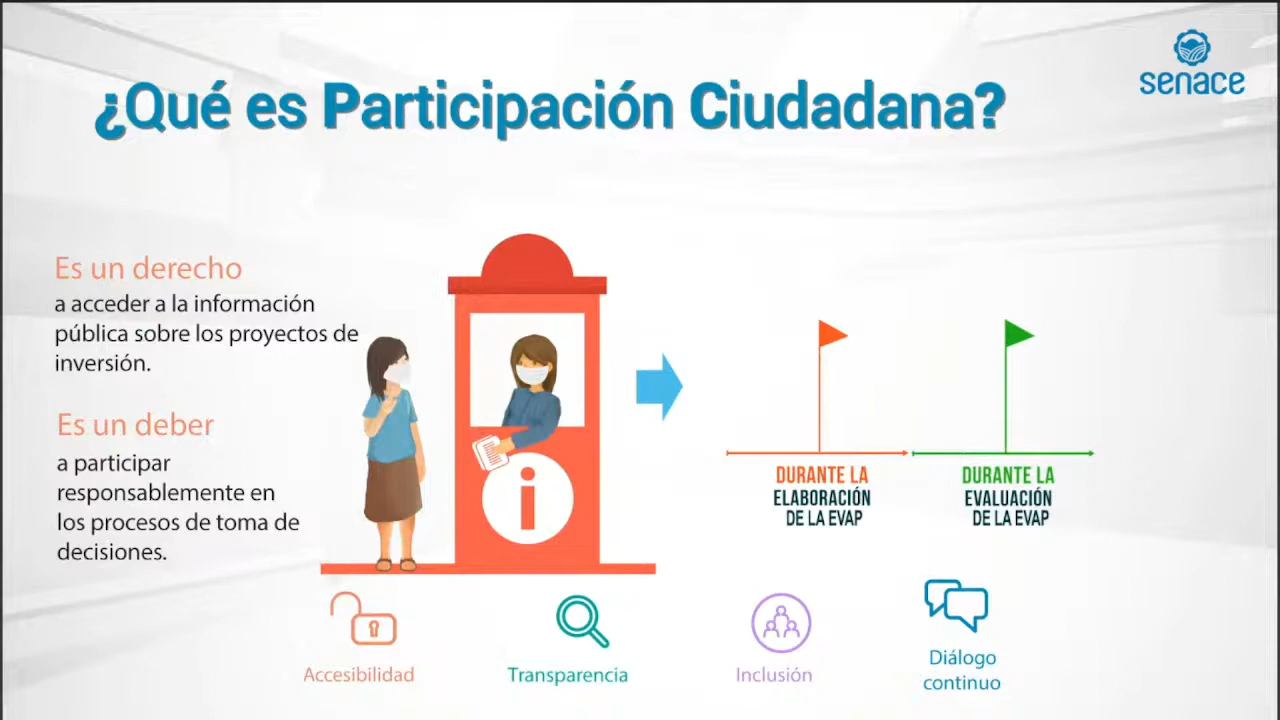 ¿Qué es Participación Ciudadana?
senace
Es un derecho
a acceder a la información
pública sobre los proyectos de
inversión.
Es un deber
a participar
responsablemente en
los procesos de toma de
decisiones.
i
DURANTE LA
ELABORACIÓN
DE LA EVAP
DURANTE LA
EVALUACIÓN
DE LA EVAP
Accesibilidad
Transparencia
Inclusión
Diálogo
continuo